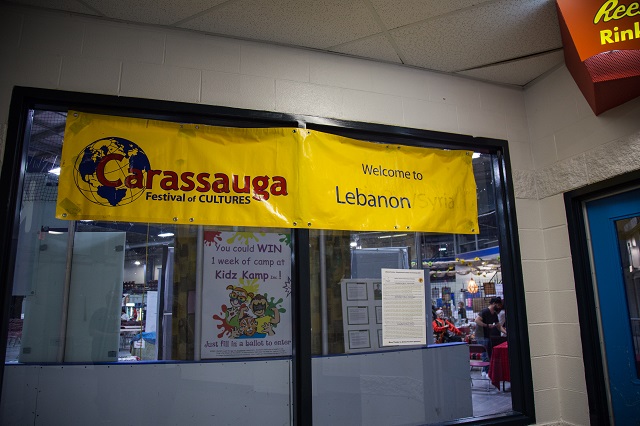 Carassauga
Festival of CULTURES
Welcome to
Lebanon/Syria
Rink
You could WIN
1 week of camp at
Kidz Kamp
!
Just fill in a ballot to enter